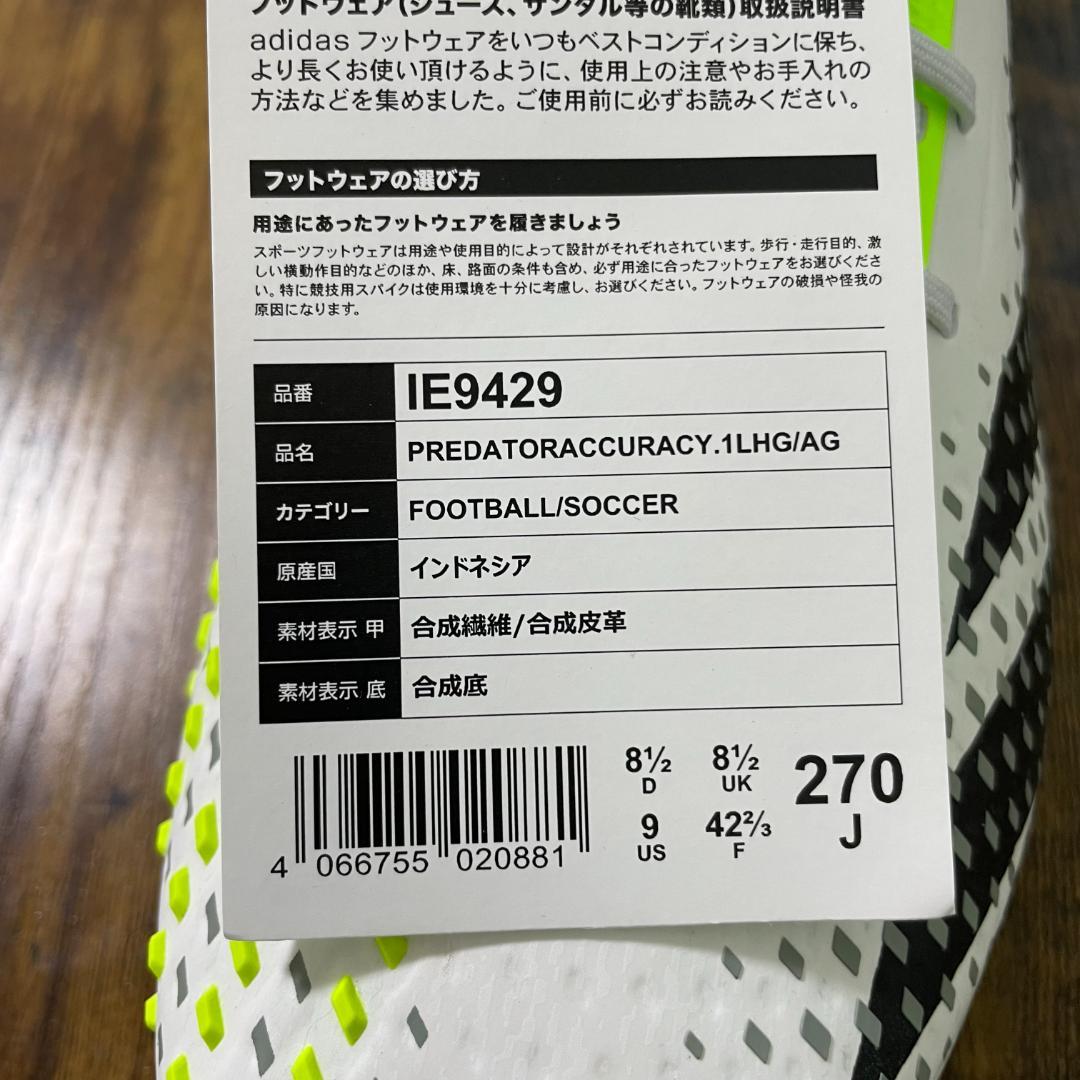 フットウェア(シューズ、サンダル等の靴類)取扱説明書
adidas フットウェアをいつもベストコンディションに保ち、
より長くお使い頂けるように、使用上の注意やお手入れの
方法などを集めました。ご使用前に必ずお読みください。
フットウェアの選び方
用途にあったフットウェアを履きましょう
スポーツフットウェアは用途や使用目的によって設計がそれぞれされています。歩行・走行目的、激
しい横動作目的などのほか、床、路面の条件も含め、必ず用途に合ったフットウェアをお選びくださ
い。特に競技用スパイクは使用環境を十分に考慮し、お選びください。フットウェアの破損や怪我の
原因になります。
品番 IE9429
品名 PREDATORACCURACY.1LHG/AG
カテゴリー FOOTBALL/SOCCER
原産国 インドネシア
素材表示 甲 合成繊維/合成皮革
素材表示 底 合成底
8½ 8½ 270
D UK J
9 42⅔
US F
4 066755 020881